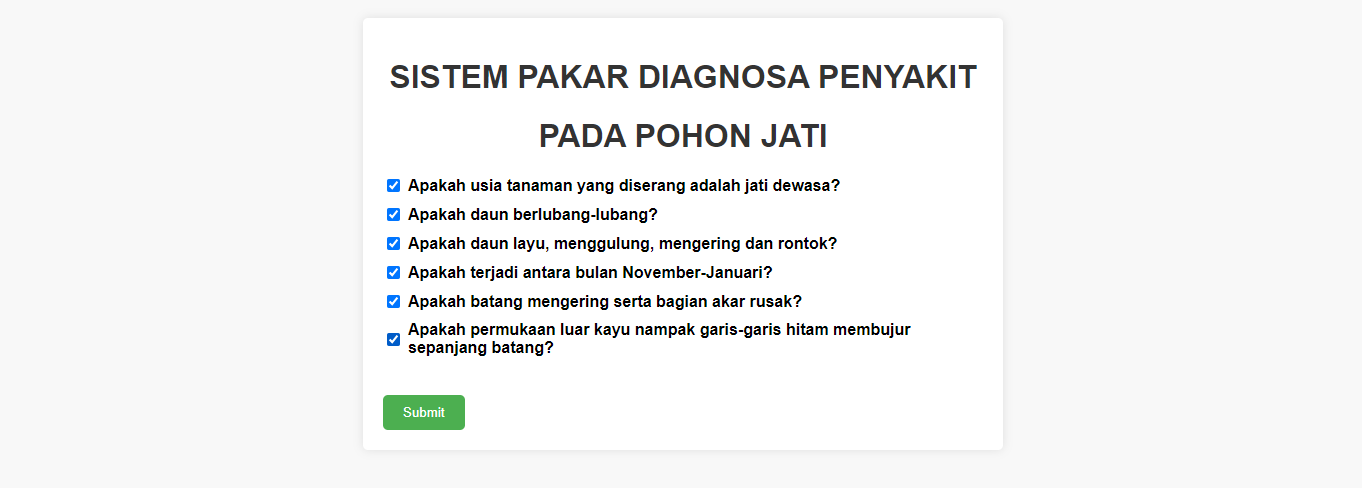 SISTEM PAKAR DIAGNOSA PENYAKIT
PADA POHON JATI
Apakah usia tanaman yang diserang adalah jati dewasa?
Apakah daun berlubang-lubang?
Apakah daun layu, menggulung, mengering dan rontok?
Apakah terjadi antara bulan November-Januari?
Apakah batang mengering serta bagian akar rusak?
Apakah permukaan luar kayu nampak garis-garis hitam membujur
sepanjang batang?
Submit